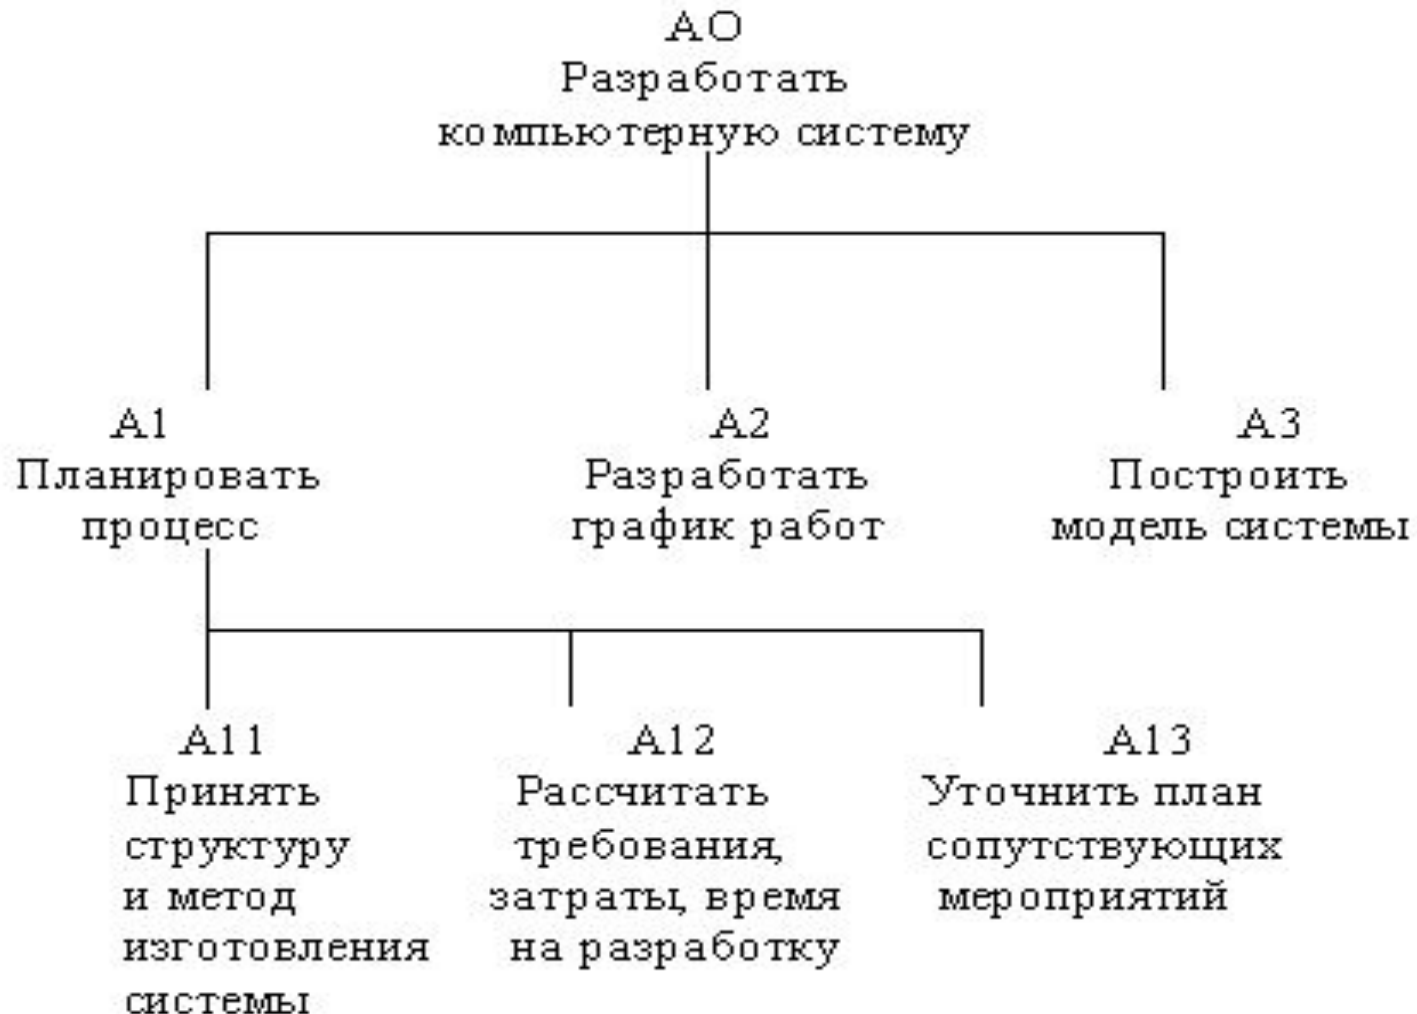 АО
Разработать
компьютерную систему
А1
Планировать
процесс
А2
Разработать
график работ
А3
Построить
модель системы
А11
Принять
структуру
и метод
изготовления
системы
А12
Рассчитать
требования,
затраты, время
на разработку
А13
Уточнить план
сопутствующих
мероприятий